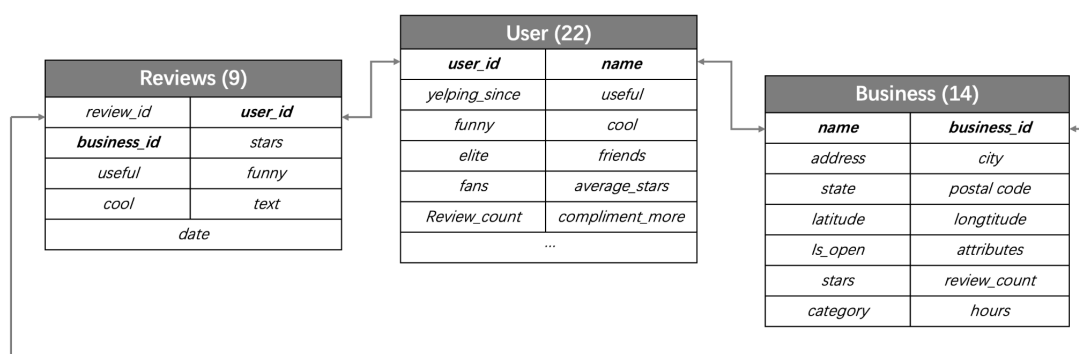 Reviews (9)
review_id user_id
business_id stars
useful funny
cool text
date
User (22)
user_id name
yelping_since useful
funny cool
elite friends
fans average_stars
Review_count compliment_more
...
Business (14)
name business_id
address city
state postal code
latitude longtitude
Is_open attributes
stars review_count
category hours